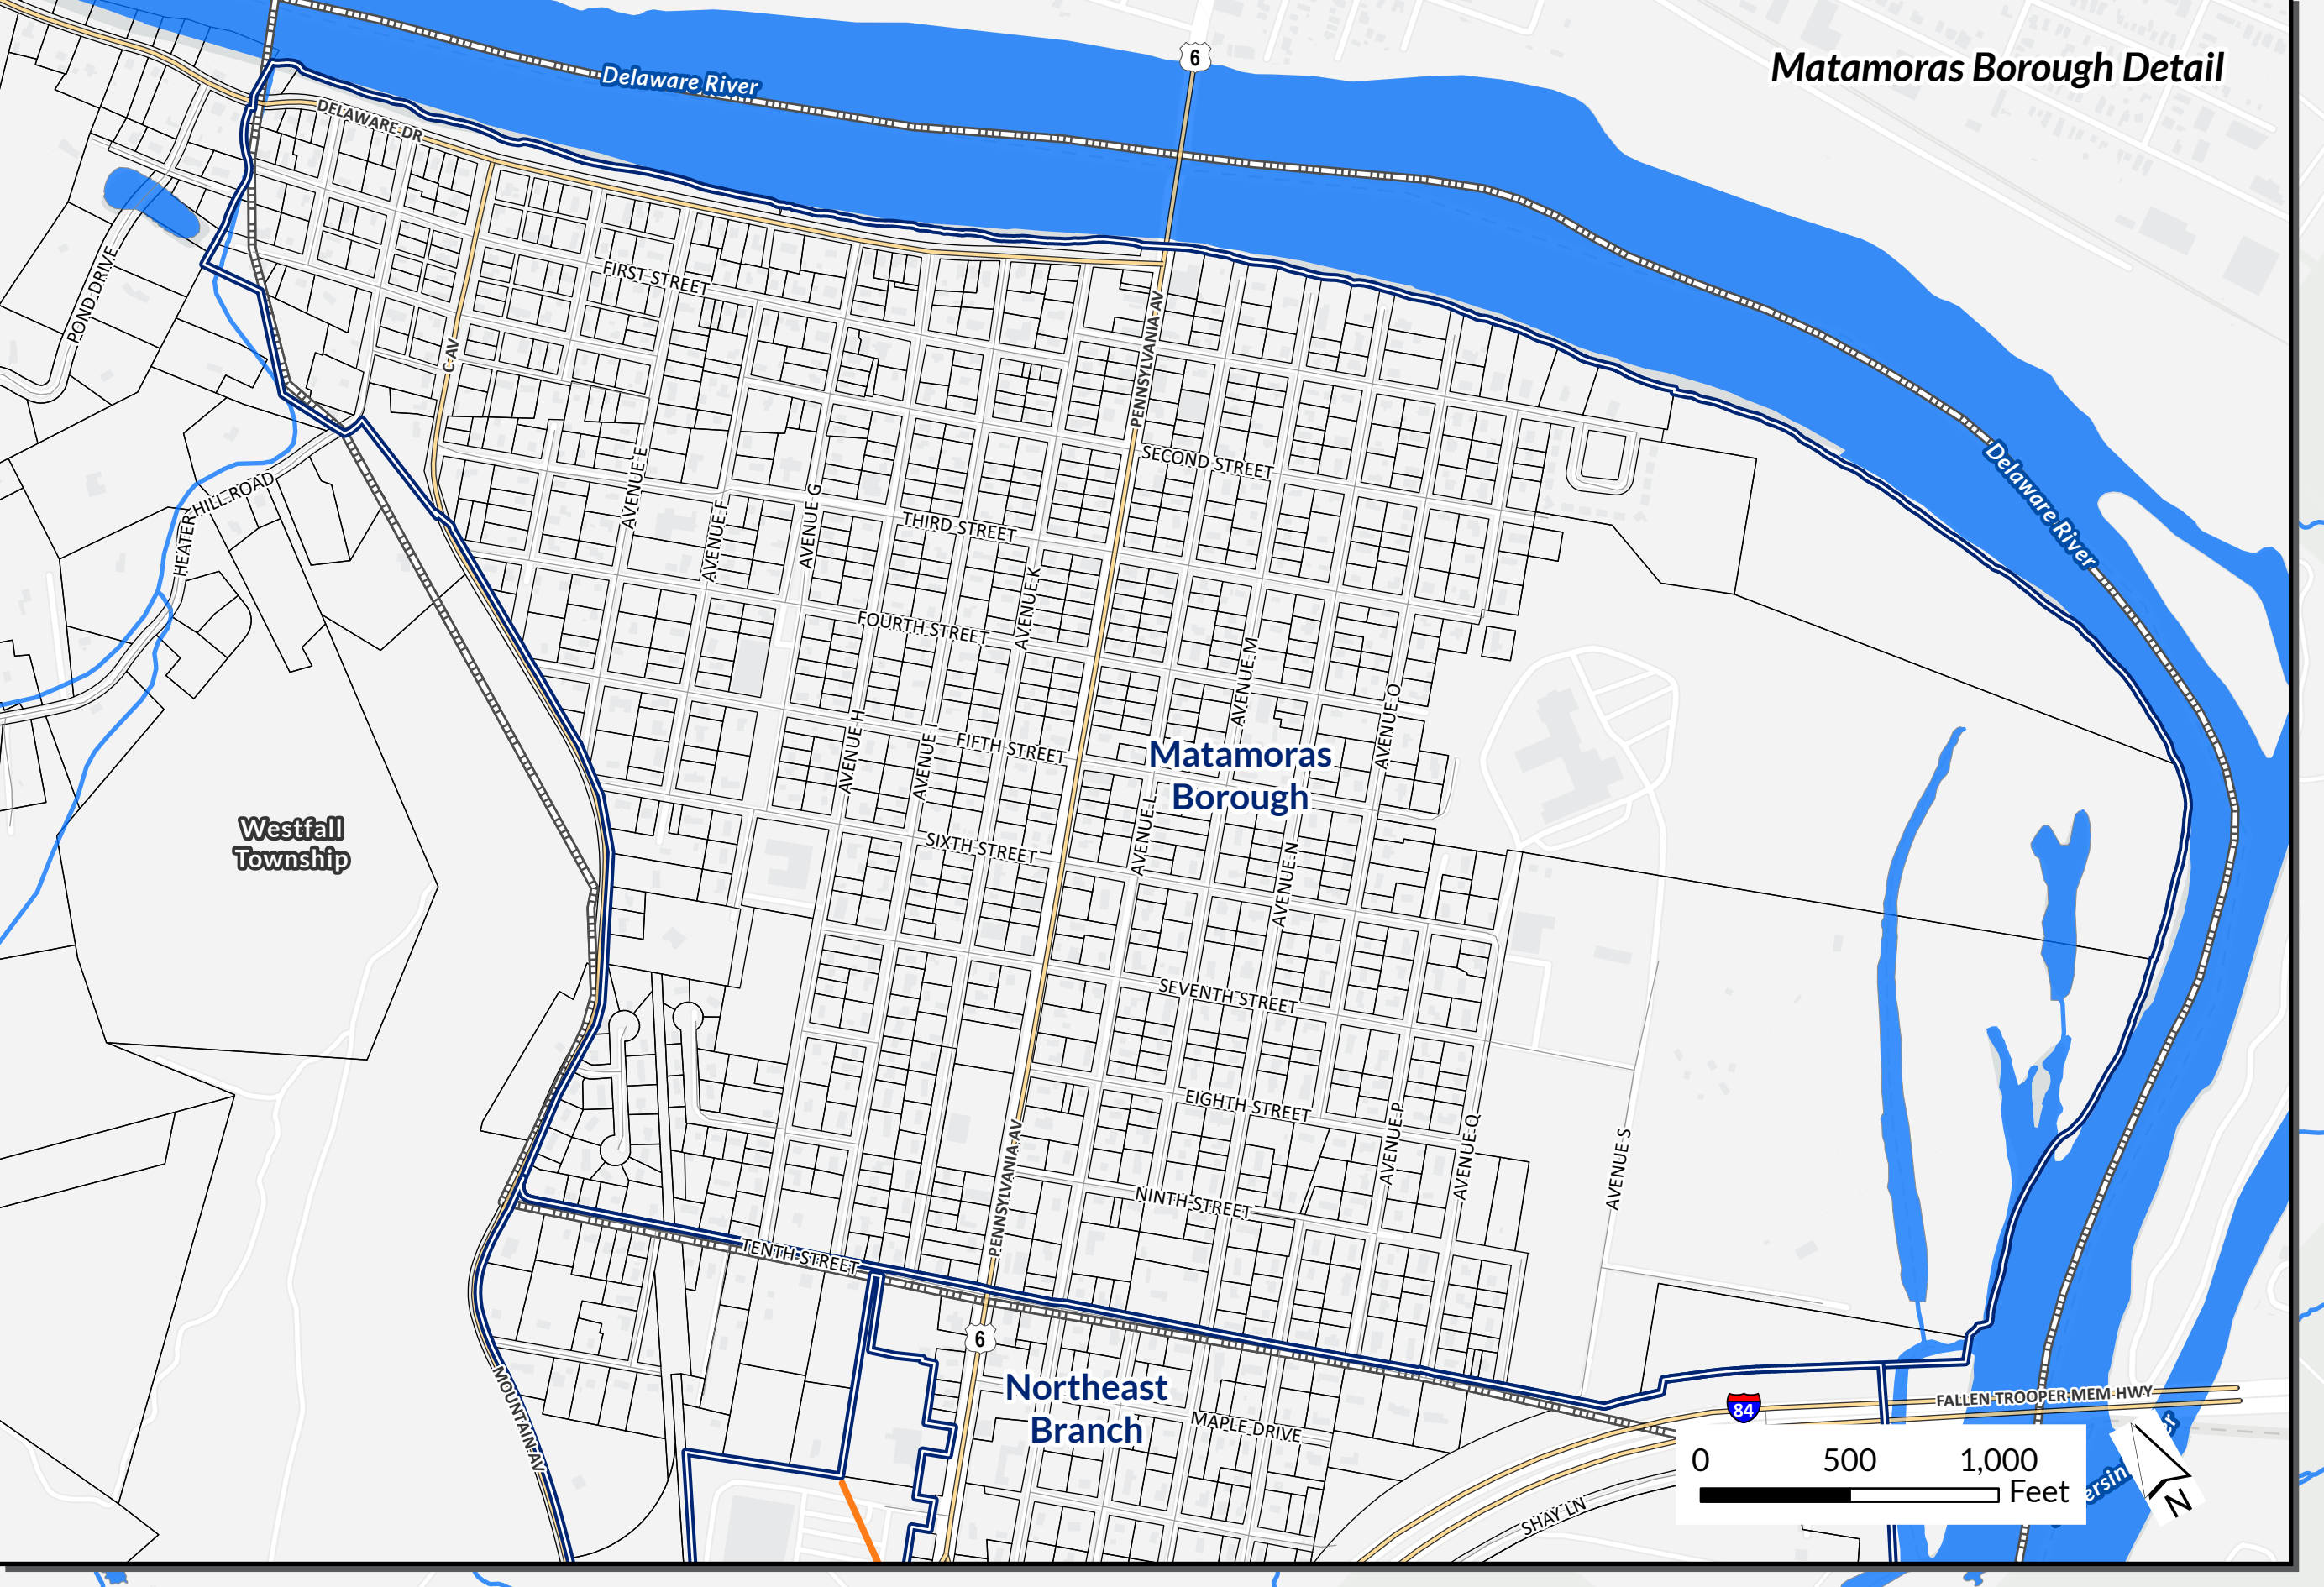 6
Matamoras Borough Detail
Delaware River
DELAWARE DR
POND DRIVE
FIRST STREET
C AV
PENNSYLVANIA AV
SECOND STREET
Delaware River
HEATER HILL ROAD
AVENUE E
AVENUE F
AVENUE G
THIRD STREET
AVENUE K
FOURTH STREET
AVENUE M
AVENUE O
AVENUE H
AVENUE I
FIFTH STREET
Matamoras
Borough
AVENUE L
Westfall
Township
SIXTH STREET
AVENUE N
SEVENTH STREET
EIGHTH STREET
AVENUE P
AVENUE Q
AVENUE S
PENNSYLVANIA AV
NINTH STREET
TENTH STREET
6
MOUNTAIN AV
Northeast
Branch
MAPLE DRIVE
84
FALLEN TROOPER MEM HWY
SHAY LN
0 500 1,000
Feet
N